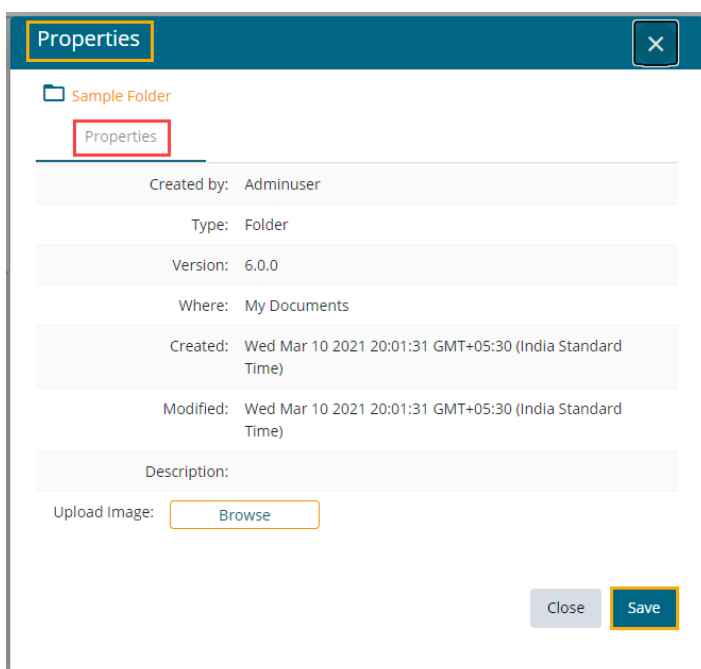 Properties
Sample Folder
Properties
Created by: Adminuser
Type: Folder
Version: 6.0.0
Where: My Documents
Created: Wed Mar 10 2021 20:01:31 GMT+05:30 (India Standard
Time)
Modified: Wed Mar 10 2021 20:01:31 GMT+05:30 (India Standard
Time)
Description:
Upload Image: Browse
Close Save